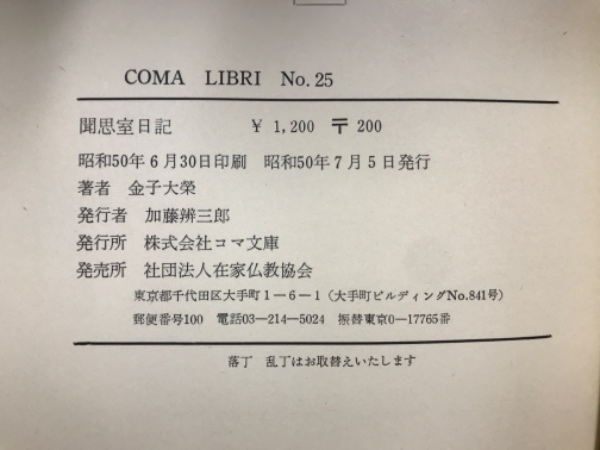 COMA LIBRI No. 25
聞思室日記 ¥ 1,200 〒 200
昭和50年6月30日印刷 昭和50年7月5日発行
著者 金子大榮
発行者 加藤辨三郎
発行所 株式会社コマ文庫
発売所 社団法人在家仏教協会
東京都千代田区大手町1—6—1(大手町ビルディングNo.841号)
郵便番号100 電話03—214—5024 振替東京0—17765番
落丁 乱丁はお取替えいたします